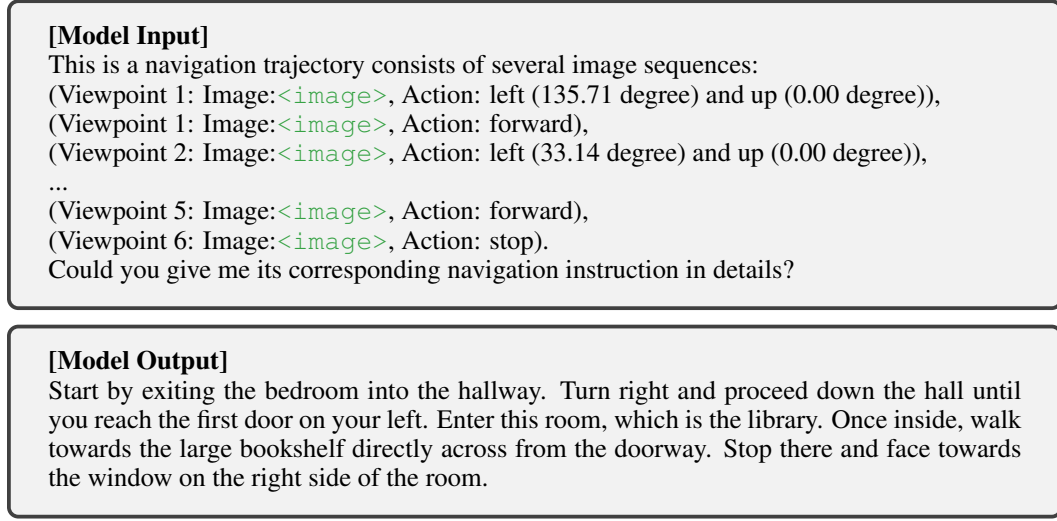 [Model Input]
This is a navigation trajectory consists of several image sequences:
(Viewpoint 1: Image:<image>, Action: left (135.71 degree) and up (0.00 degree)),
(Viewpoint 1: Image:<image>, Action: forward),
(Viewpoint 2: Image:<image>, Action: left (33.14 degree) and up (0.00 degree)),
...
(Viewpoint 5: Image:<image>, Action: forward),
(Viewpoint 6: Image:<image>, Action: stop).
Could you give me its corresponding navigation instruction in details?
[Model Output]
Start by exiting the bedroom into the hallway. Turn right and proceed down the hall until
you reach the first door on your left. Enter this room, which is the library. Once inside, walk
towards the large bookshelf directly across from the doorway. Stop there and face towards
the window on the right side of the room.